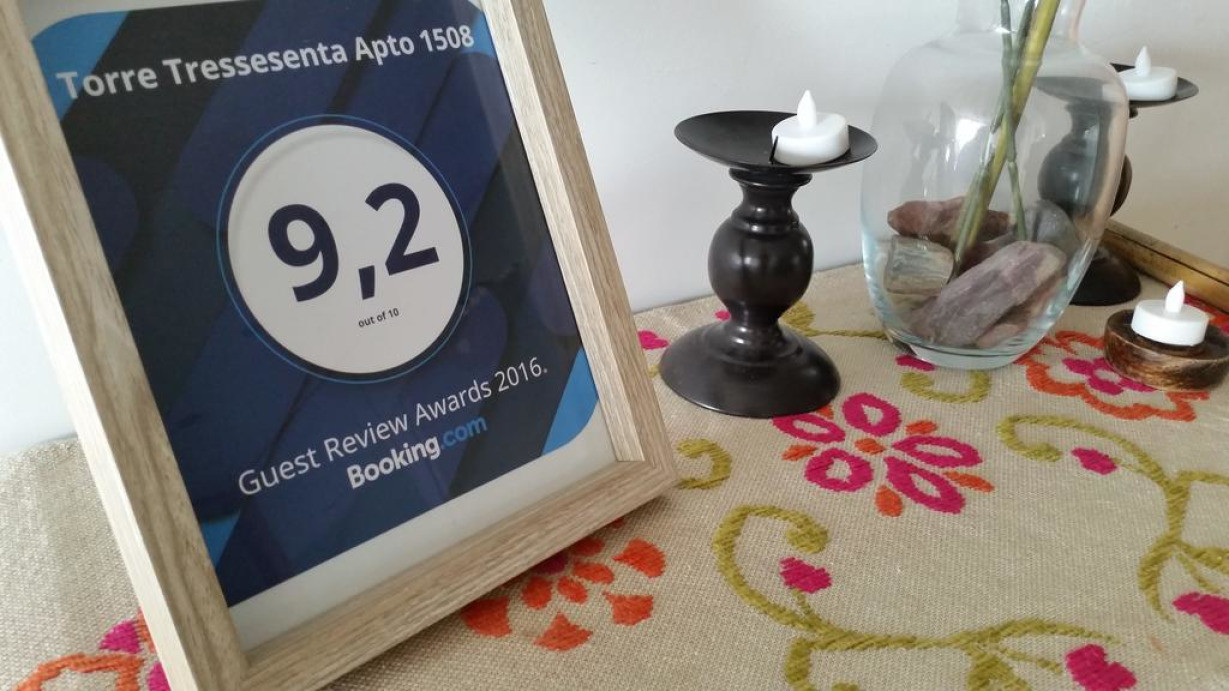 Torre Tressesenta Apto 1508
9,2
out of 10
Guest Review Awards 2016.
Booking.com